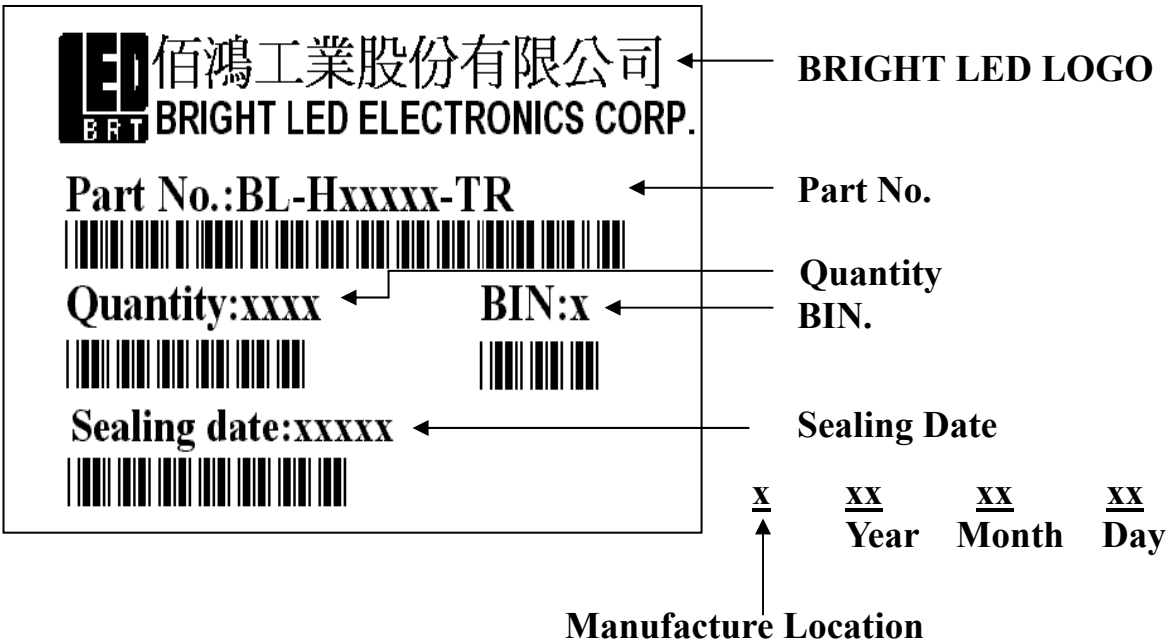 LED
BRT
佰鴻工業股份有限公司
BRIGHT LED ELECTRONICS CORP.
BRIGHT LED LOGO
Part No.:BL-Hxxxxx-TR
Part No.
Quantity:xxxx
BIN:x
Quantity
BIN.
Sealing date:xxxxx
Sealing Date
x xx xx xx
Year Month Day
Manufacture Location